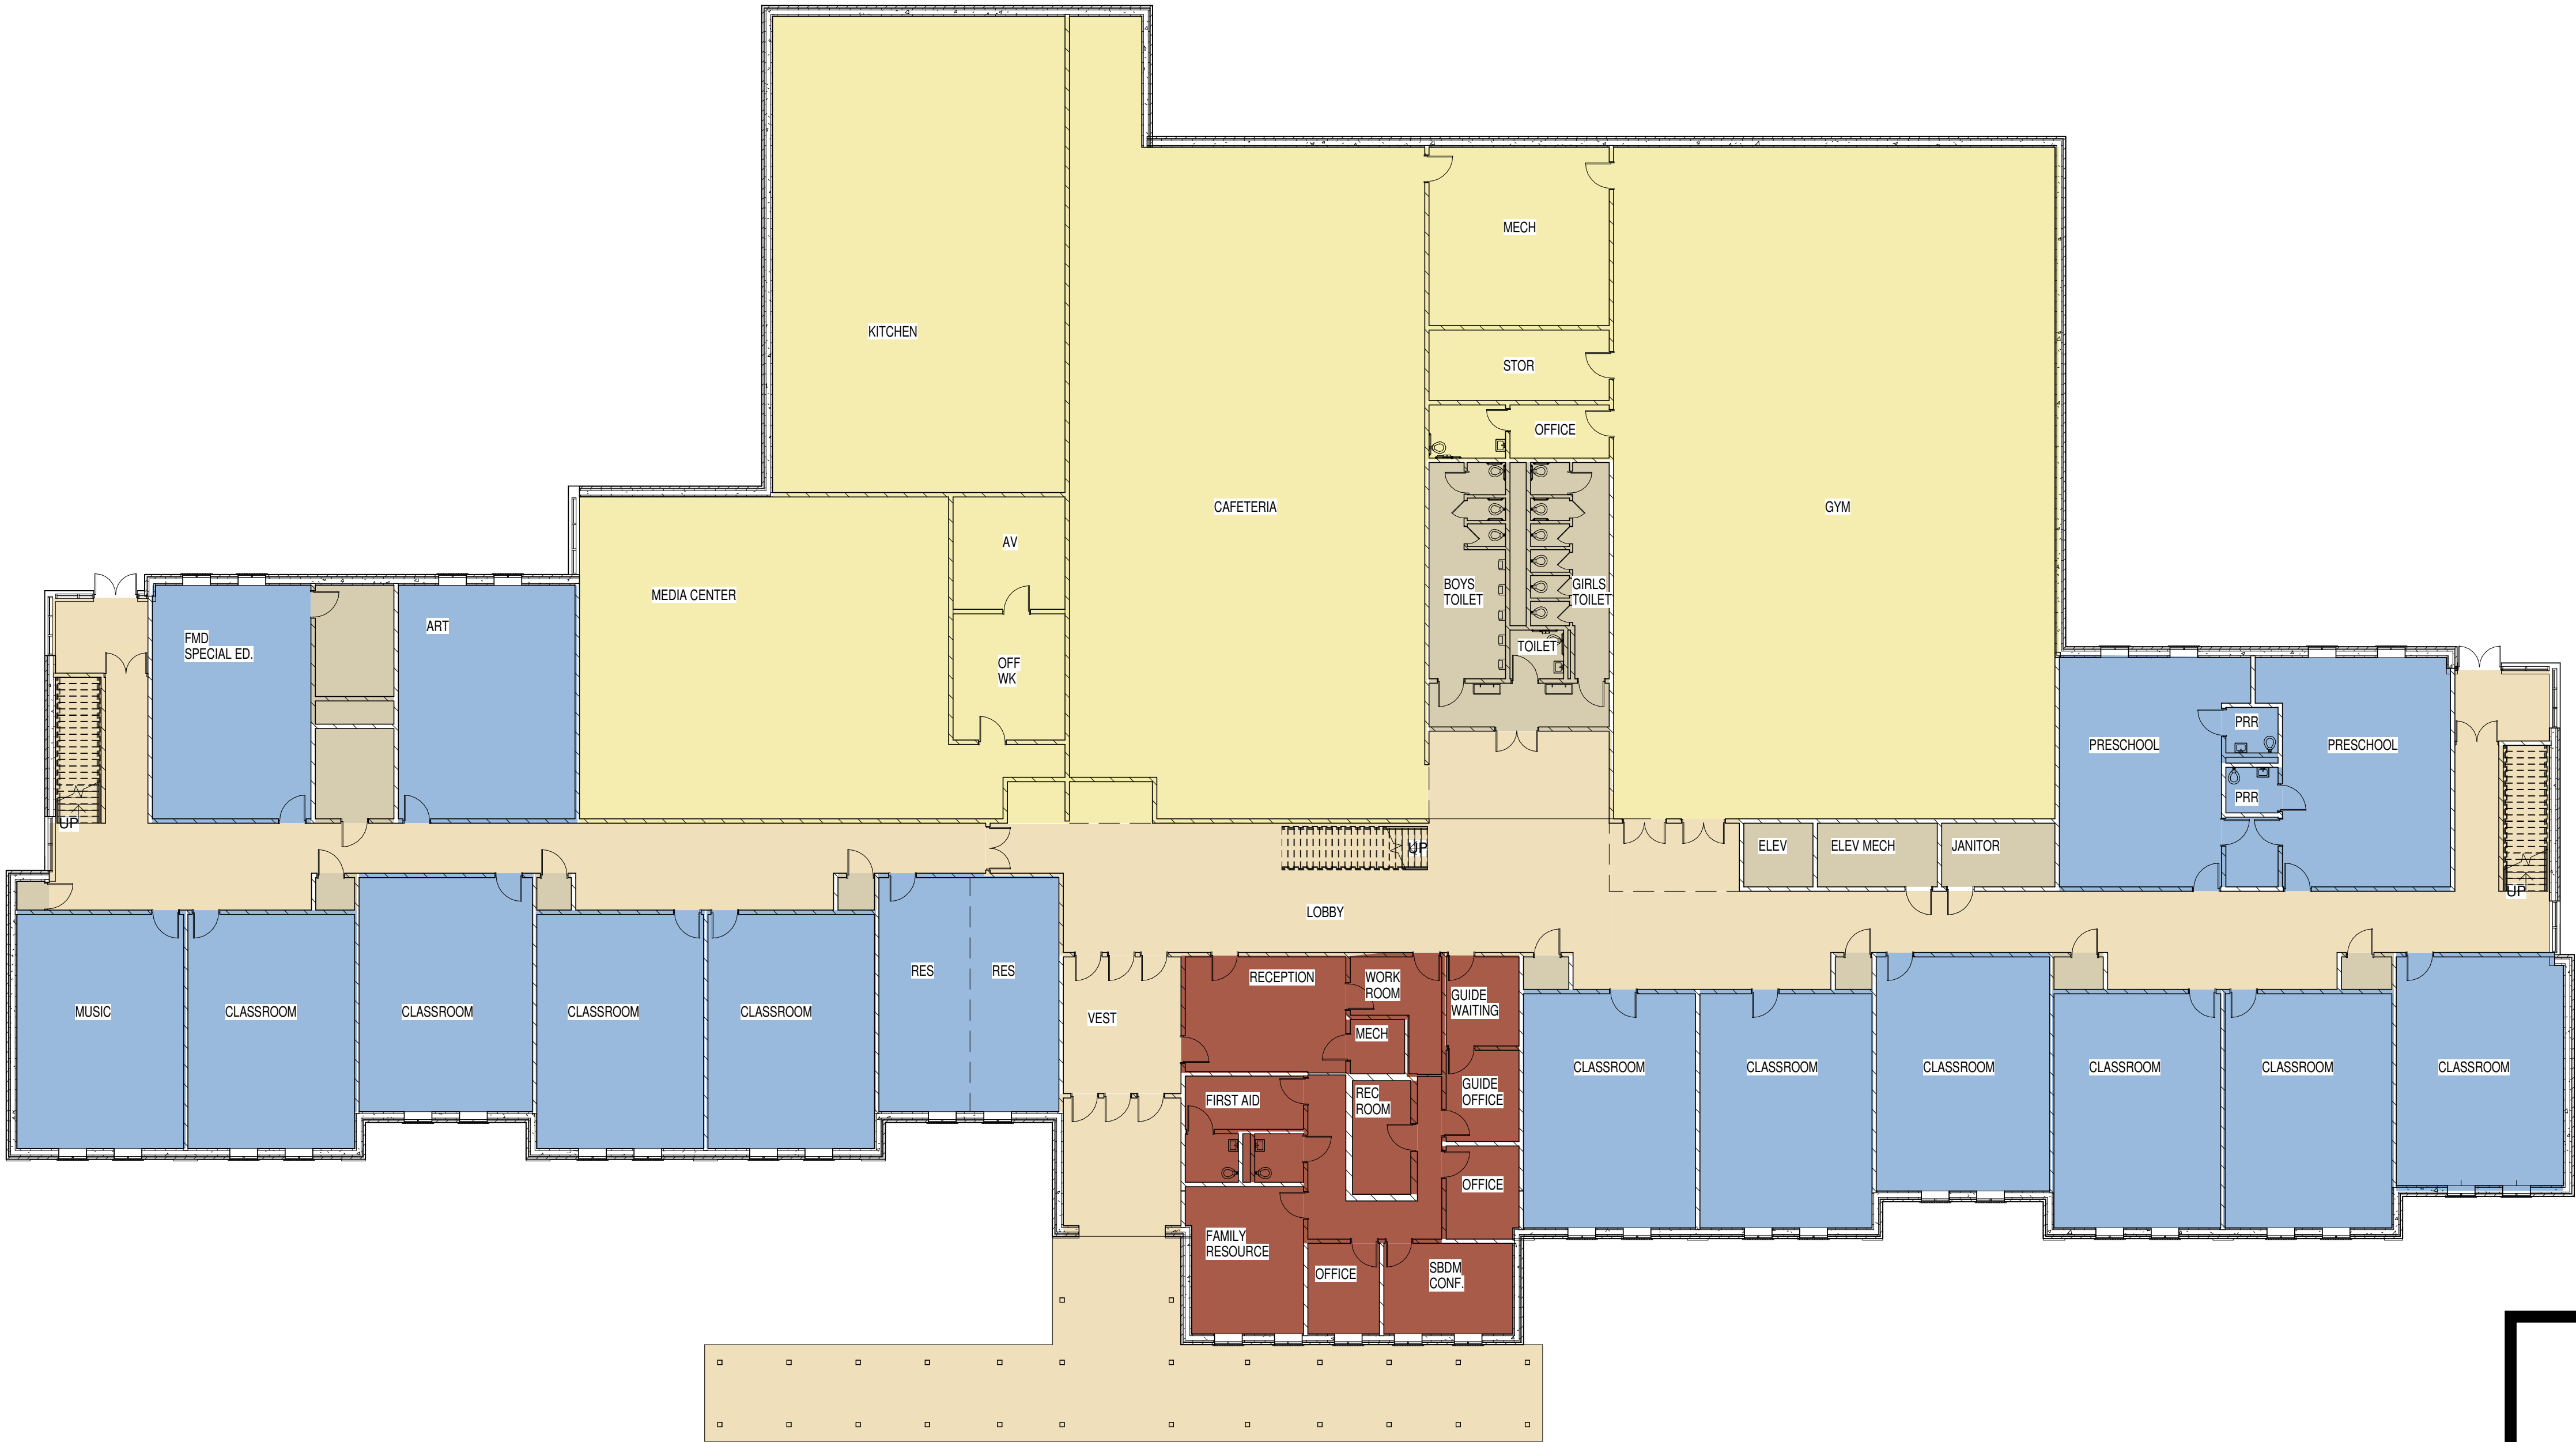 MECH
KITCHEN
STOR
OFFICE
CAFETERIA
GYM
AV
MEDIA CENTER
BOYS
TOILET
GIRLS
TOILET
ART
FMD
SPECIAL ED.
TOILET
OFF
WK
PRR
PRESCHOOL
PRESCHOOL
PRR
UP
UP
ELEV
ELEV MECH
JANITOR
UP
LOBBY
RES
RES
RECEPTION
WORK
ROOM
GUIDE
WAITING
MUSIC
CLASSROOM
CLASSROOM
CLASSROOM
CLASSROOM
VEST
MECH
CLASSROOM
CLASSROOM
CLASSROOM
CLASSROOM
CLASSROOM
CLASSROOM
FIRST AID
REC
ROOM
GUIDE
OFFICE
OFFICE
FAMILY
RESOURCE
OFFICE
SBDM
CONF.